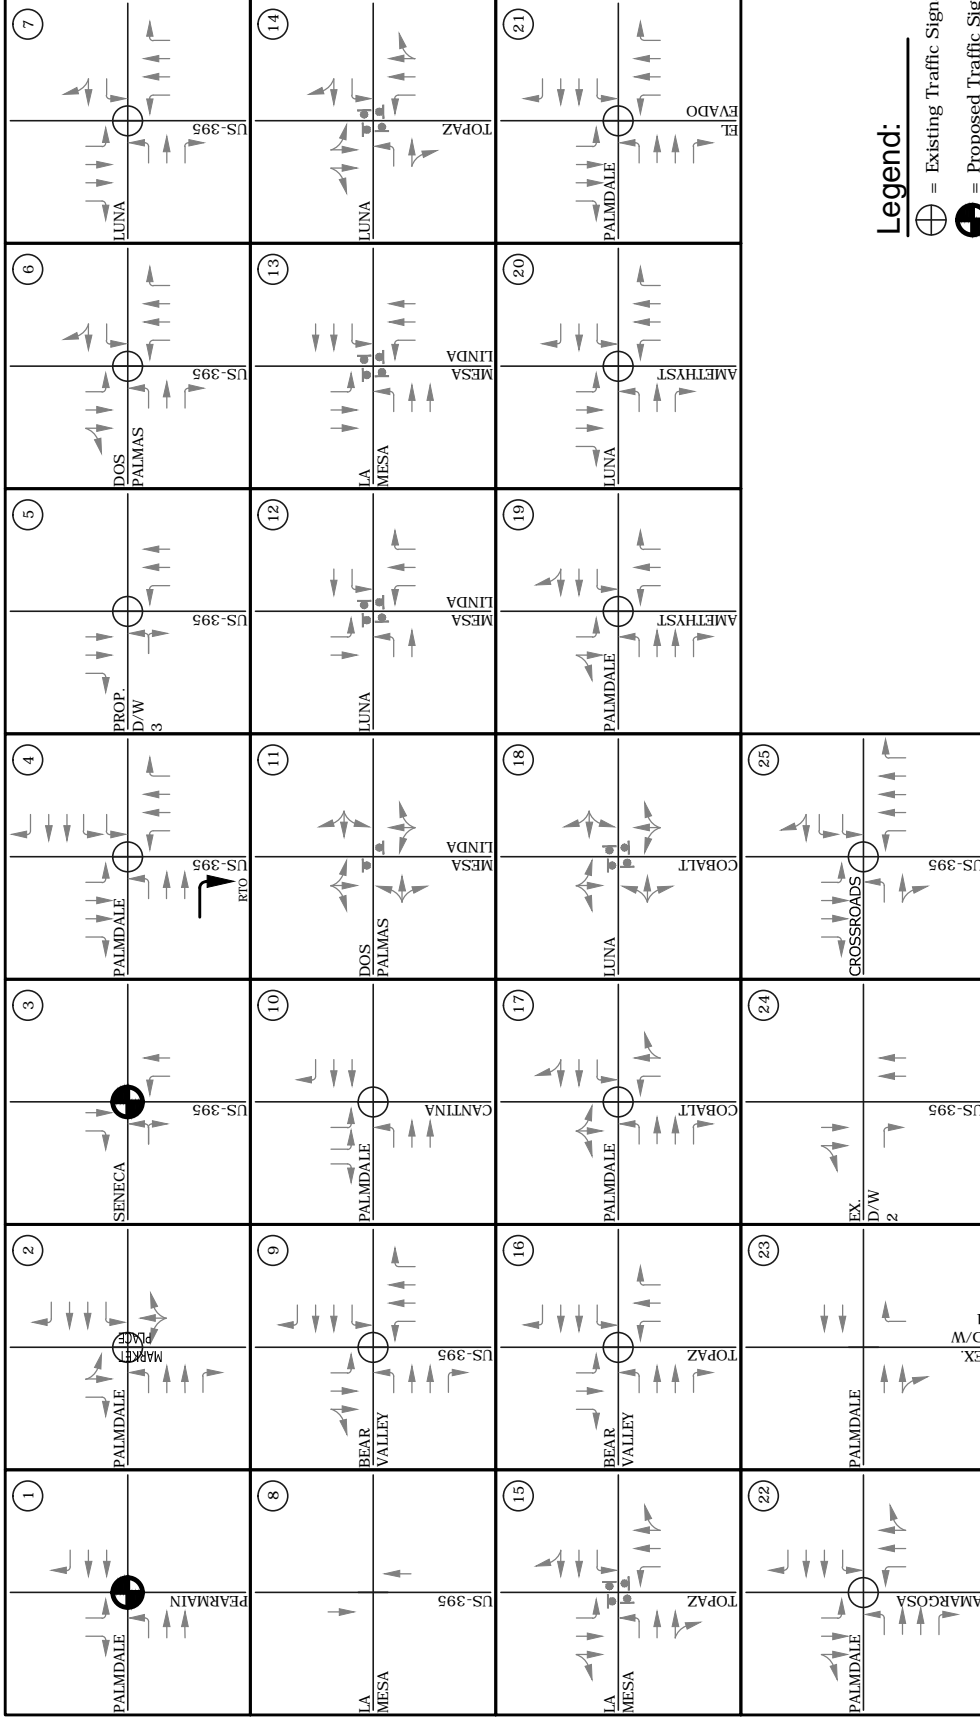 1
PALMDALE
PEARMAIN
2
PALMDALE
MARKET
PLACE
3
SENECA
US-395
4
PALMDALE
US-395
RTO
5
PROP.
D/W
3
US-395
6
DOS
PALMAS
US-395
7
LUNA
US-395
8
LA
MESA
US-395
9
BEAR
VALLEY
US-395
10
PALMDALE
CANTINA
11
DOS
PALMAS
MESA
LINDA
12
LUNA
MESA
LINDA
13
LA
MESA
MESA
LINDA
14
LUNA
TOPAZ
15
LA
MESA
TOPAZ
16
BEAR
VALLEY
TOPAZ
17
PALMDALE
COBALT
18
LUNA
COBALT
19
PALMDALE
AMETHYST
20
LUNA
AMETHYST
21
PALMDALE
EL
EVADO
22
PALMDALE
AMARGOSA
23
PALMDALE
EX.
D/W
24
EX.
D/W
2
US-395
25
CROSSROADS
US-395
Legend:
= Existing Traffic Sign
= Proposed Traffic Sig